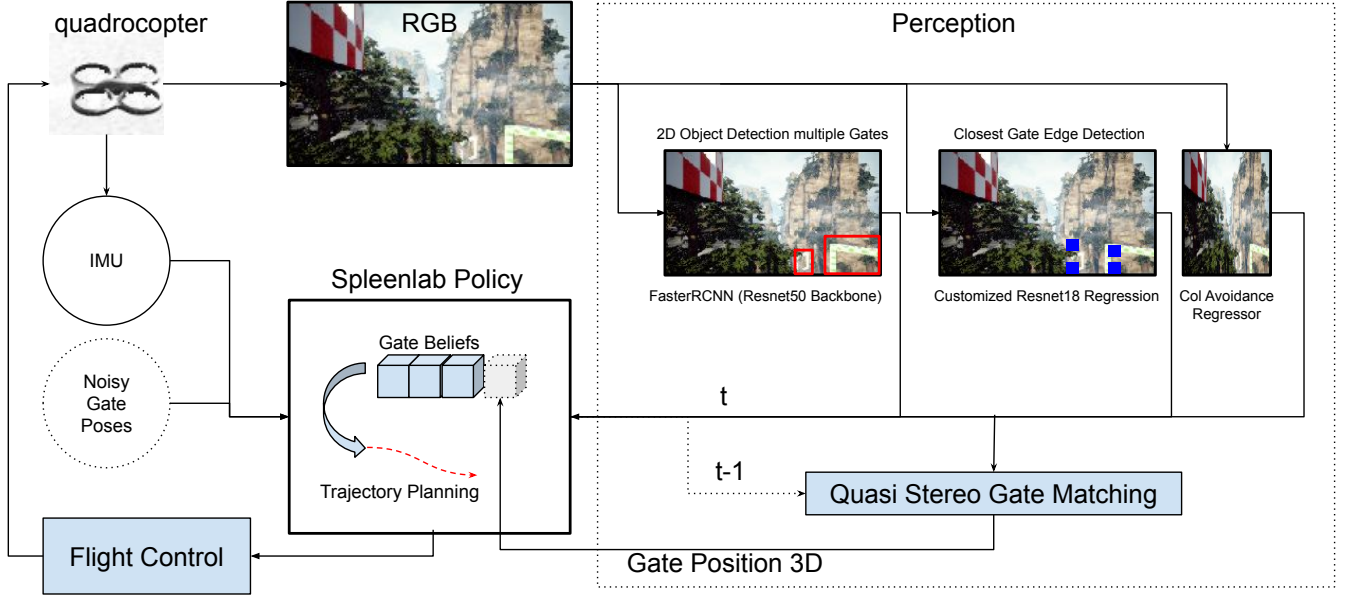 quadrocopter
RGB
Perception
2D Object Detection multiple Gates
Closest Gate Edge Detection
IMU
Spleenlab Policy
FasterRCNN (Resnet50 Backbone)
Customized Resnet18 Regression
Col Avoidance
Regressor
Gate Beliefs
Noisy
Gate
Poses
t
t-1
Trajectory Planning
Quasi Stereo Gate Matching
Flight Control
Gate Position 3D